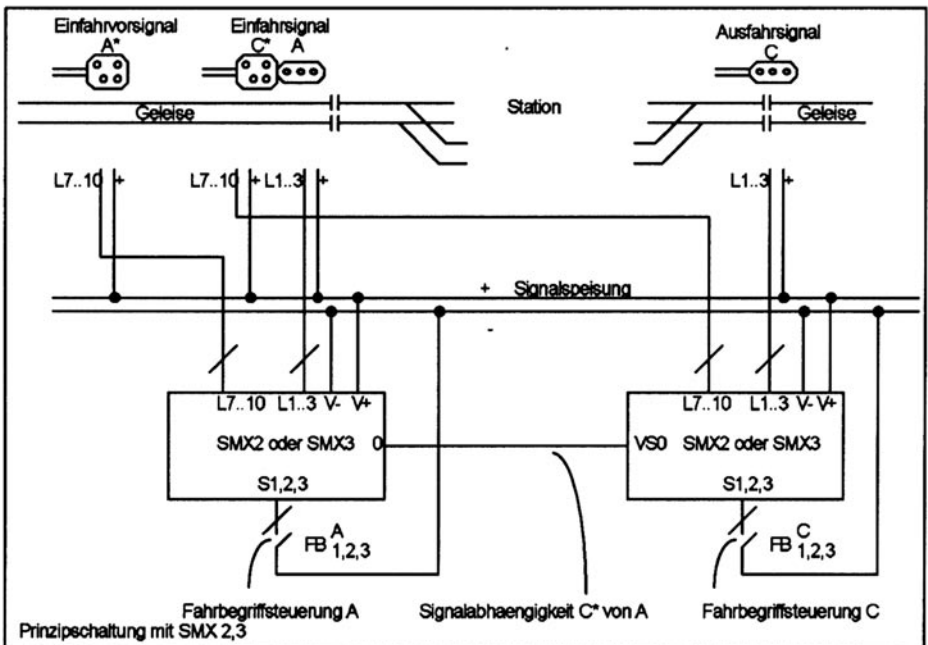 Einfahrvorsignal Einfahrsignal Ausfahrsignal
A* C* A C
Geleise Station Geleise
L7..10 + L7..10 + L1..3 + L1..3 +
+ Signalspeisung
-
L7..10 L1..3 V- V+ L7..10 L1..3 V- V+
SMX2 oder SMX3 0 VS0 SMX2 oder SMX3
S1,2,3 S1,2,3
FB A 1,2,3 FB C 1,2,3
Fahrbegriffsteuerung A Signalabhaengigkeit C* von A Fahrbegriffsteuerung C
Prinzipschaltung mit SMX 2,3